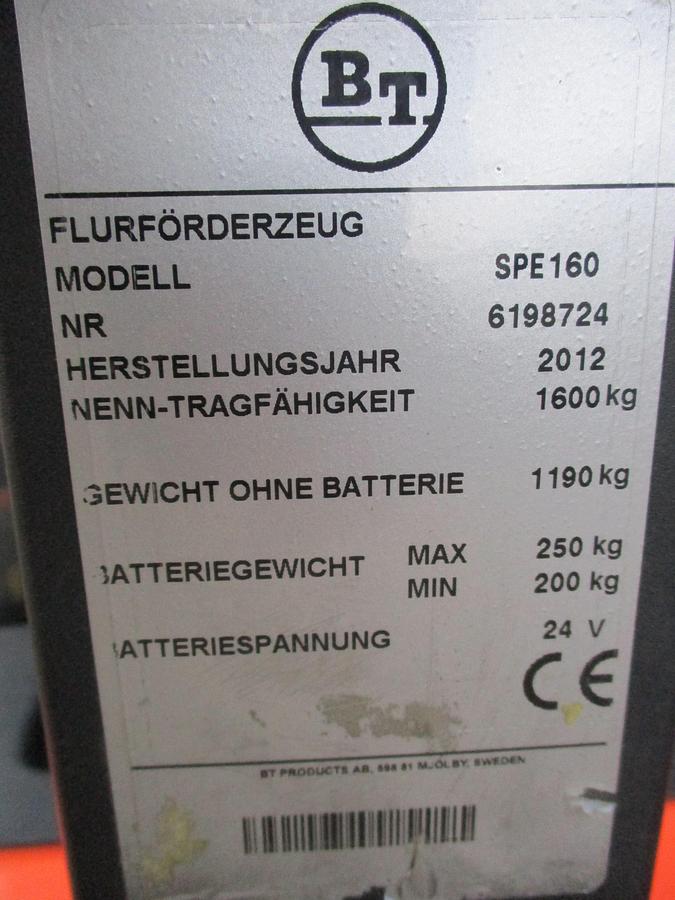 BT
FLURFÖRDERZEUG
MODELL SPE160
NR 6198724
HERSTELLUNGSJAHR 2012
NENN-TRAGFÄHIGKEIT 1600 kg
GEWICHT OHNE BATTERIE 1190 kg
BATTERIEGEWICHT MAX 250 kg
MIN 200 kg
BATTERIESPANNUNG 24 V
CE
BT PRODUCTS AB, 595 81 MJÖLBY, SWEDEN